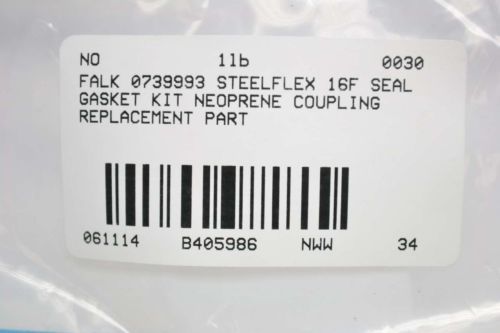 NO 1lb 0030
FALK 0739993 STEELFLEX 16F SEAL
GASKET KIT NEOPRENE COUPLING
REPLACEMENT PART
061114 B405986 NWW 34